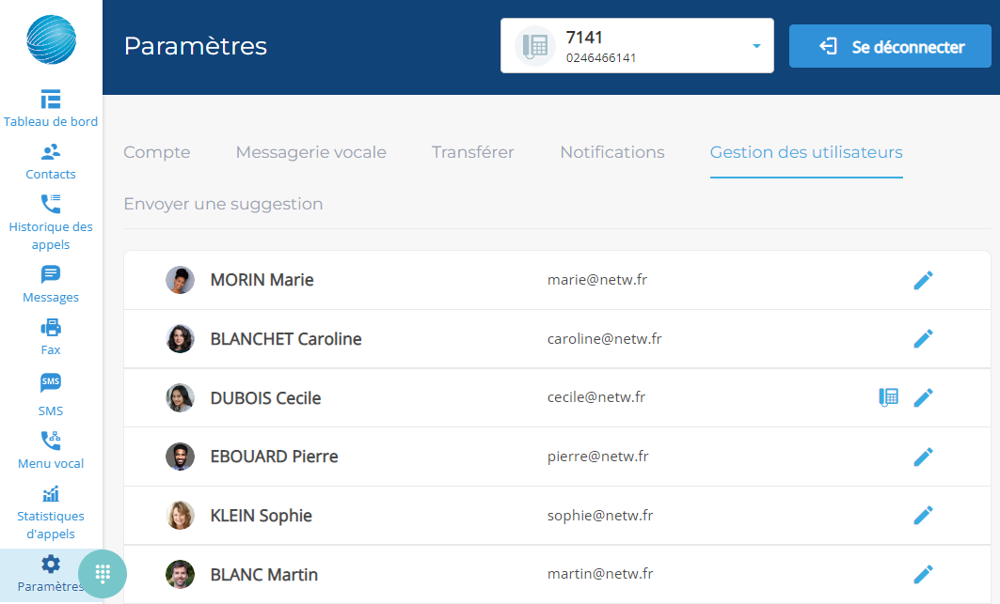 Paramètres
7141
0246466141
Se déconnecter
Tableau de bord
Contacts
Historique des
appels
Messages
Fax
SMS
SMS
Menu vocal
Statistiques
d'appels
Paramètres
Compte
Messagerie vocale
Transférer
Notifications
Gestion des utilisateurs
Envoyer une suggestion
MORIN Marie
marie@netw.fr
BLANCHET Caroline
caroline@netw.fr
DUBOIS Cecile
cecile@netw.fr
EBOUARD Pierre
pierre@netw.fr
KLEIN Sophie
sophie@netw.fr
BLANC Martin
martin@netw.fr